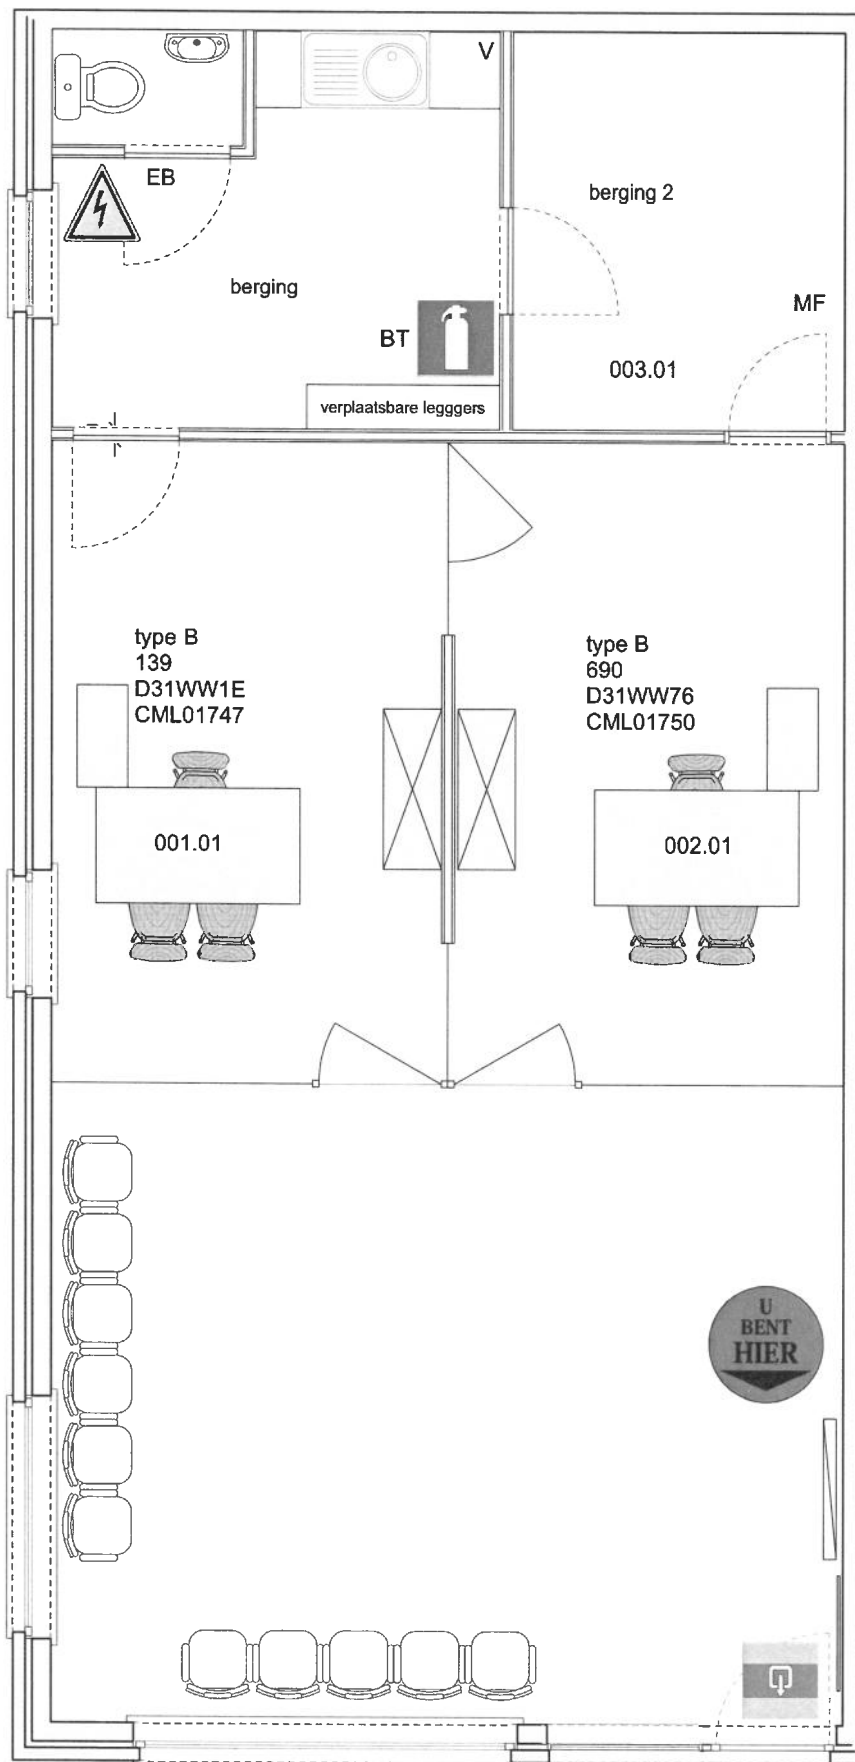 V
EB
berging 2
berging
MF
BT
003.01
verplaatsbare legggers
type B
139
D31WW1E
CML01747
type B
690
D31WW76
CML01750
001.01
002.01
U
BENT
HIER